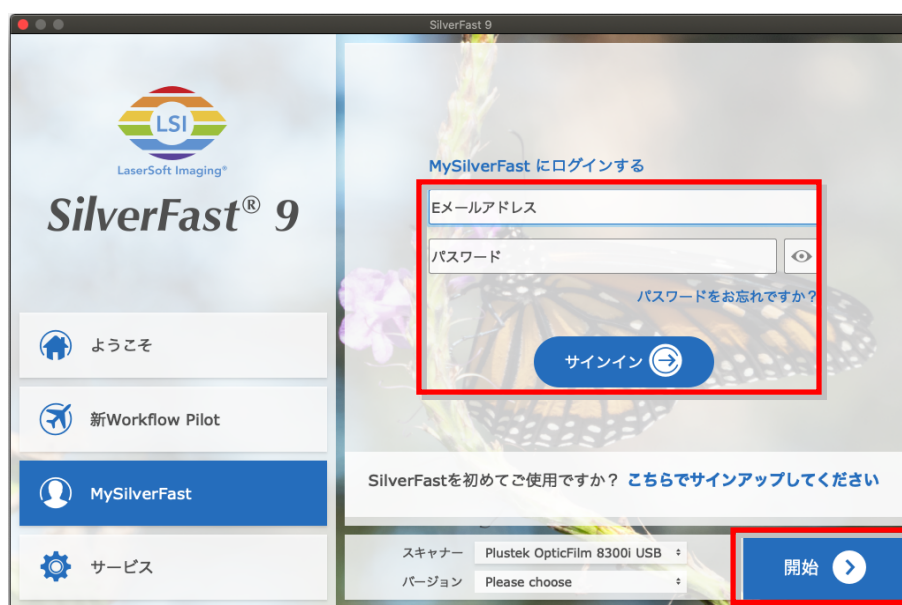 SilverFast 9
LSI
LaserSoft Imaging®
SilverFast® 9
ようこそ
新Workflow Pilot
MySilverFast
サービス
MySilverFast にログインする
Eメールアドレス
パスワード
パスワードをお忘れですか?
サインイン
SilverFastを初めてご使用ですか? こちらでサインアップしてください
スキャナー Plustek OpticFilm 8300i USB
バージョン Please choose
開始